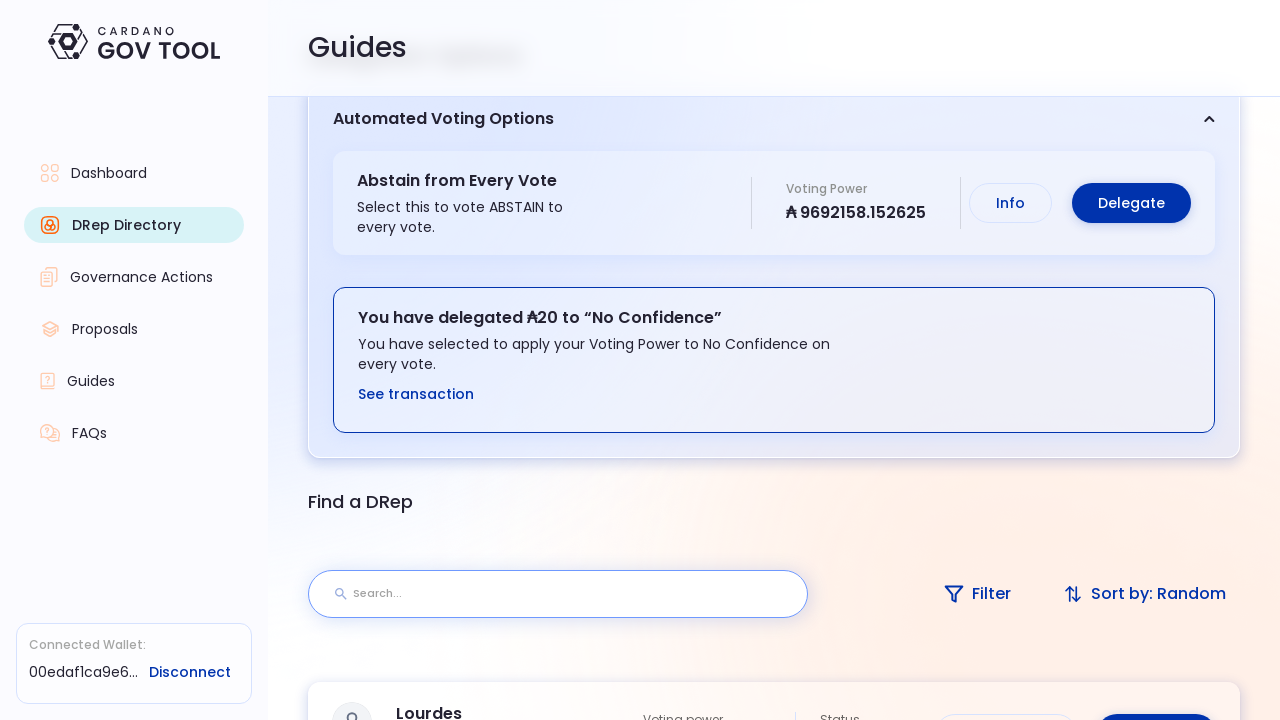 CARDANO
GOV TOOL
Guides
Dashboard
DRep Directory
Governance Actions
Proposals
Guides
FAQs
Connected Wallet:
00edaf1ca9e6...
Disconnect
Automated Voting Options
Abstain from Every Vote
Select this to vote ABSTAIN to
every vote.
Voting Power
₳ 9692158.152625
Info
Delegate
You have delegated ₳20 to “No Confidence”
You have selected to apply your Voting Power to No Confidence on
every vote.
See transaction
Find a DRep
Search...
Filter
Sort by: Random
Lourdes
Voting power
Status